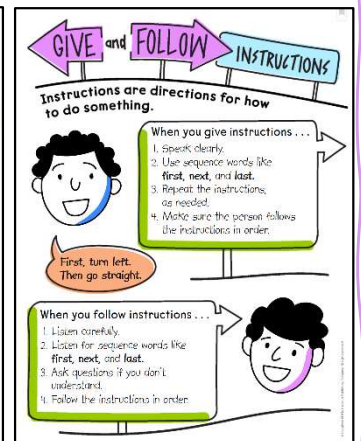 GIVE and FOLLOW
INSTRUCTIONS
Instructions are directions for how
to do something.
When you give instructions . . .
1. Speak clearly.
2. Use sequence words like
first, next, and last.
3. Repeat the instructions,
as needed.
4. Make sure the person follows
the instructions in order.
First, turn left.
Then go straight.
When you follow instructions . . .
1. Listen carefully.
2. Listen for sequence words like
first, next, and last.
3. Ask questions if you don't
understand.
4. Follow the instructions in order.